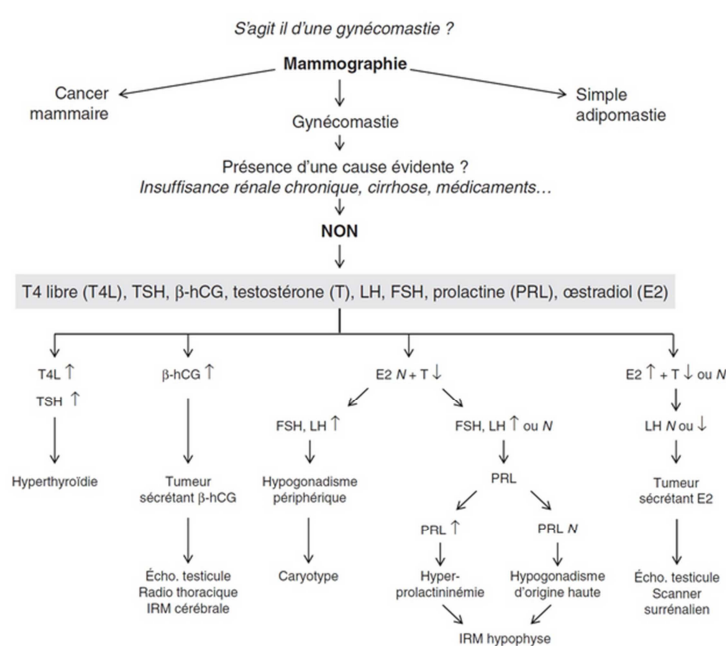 S'agit il d'une gynécomastie ?
Mammographie
Cancer
mammaire
Simple
adipomastie
Gynécomastie
Présence d'une cause évidente ?
Insuffisance rénale chronique, cirrhose, médicaments…
NON
T4 libre (T4L), TSH, β-hCG, testostérone (T), LH, FSH, prolactine (PRL), œstradiol (E2)
T4L ↑
TSH ↑
β-hCG ↑
E2 N + T ↓
E2 ↑ + T ↓ ou N
FSH, LH ↑
FSH, LH ↑ ou N
LH N ou ↓
Hyperthyroïdie
Tumeur
sécrétant β-hCG
Hypogonadisme
périphérique
PRL
Tumeur
sécrétant E2
PRL ↑
PRL N
Écho. testicule
Radio thoracique
IRM cérébrale
Caryotype
Hyper-
prolactininémie
Hypogonadisme
d'origine haute
Écho. testicule
Scanner
surrénalien
IRM hypophyse